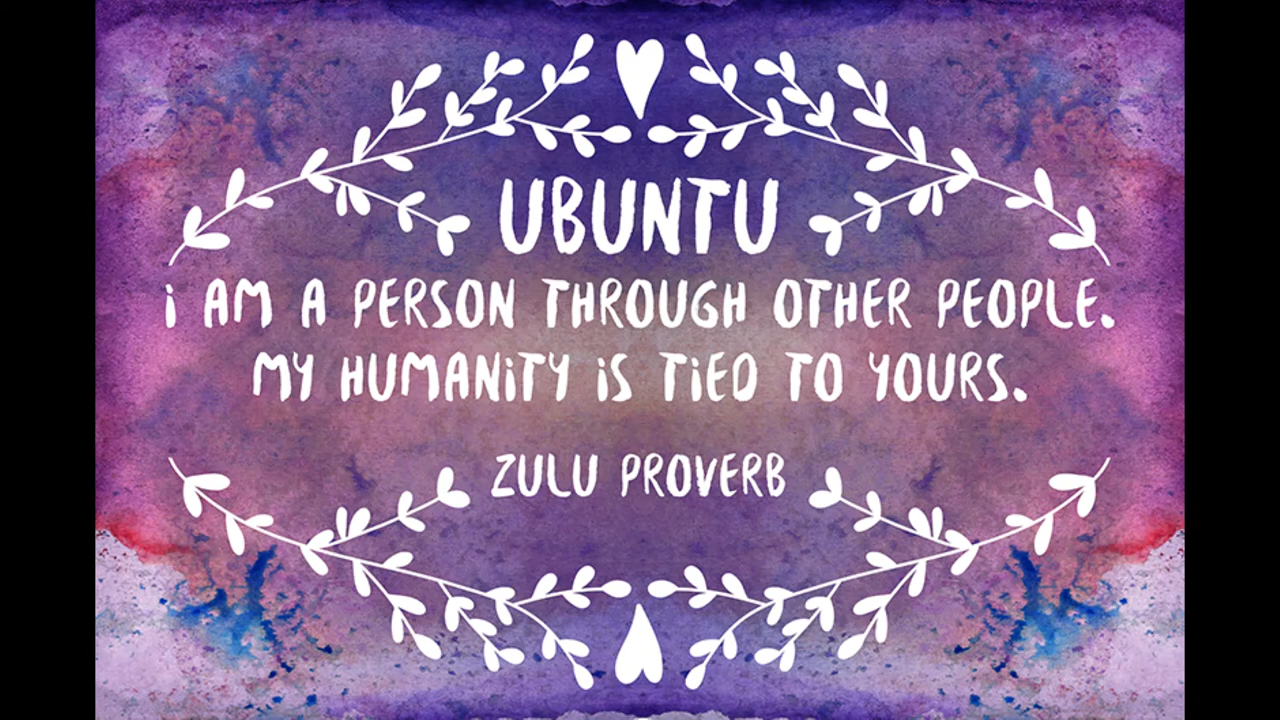 UBUNTU
i AM A PERSON THROUGH OTHER PEOPLE.
MY HUMANiTY iS TiED TO YOURS.
ZULU PROVERB